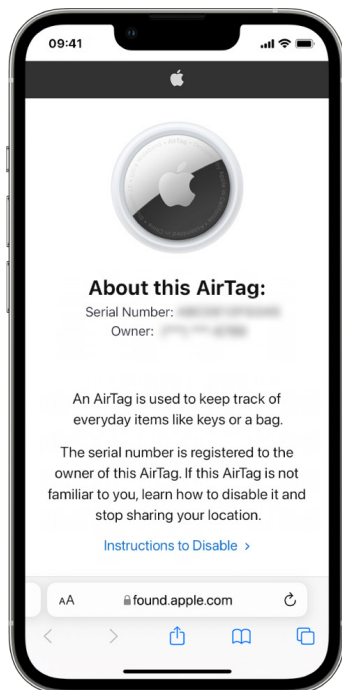 09:41
About this AirTag:
Serial Number:
Owner:
An AirTag is used to keep track of
everyday items like keys or a bag.
The serial number is registered to the
owner of this AirTag. If this AirTag is not
familiar to you, learn how to disable it and
stop sharing your location.
Instructions to Disable >
AA
found.apple.com